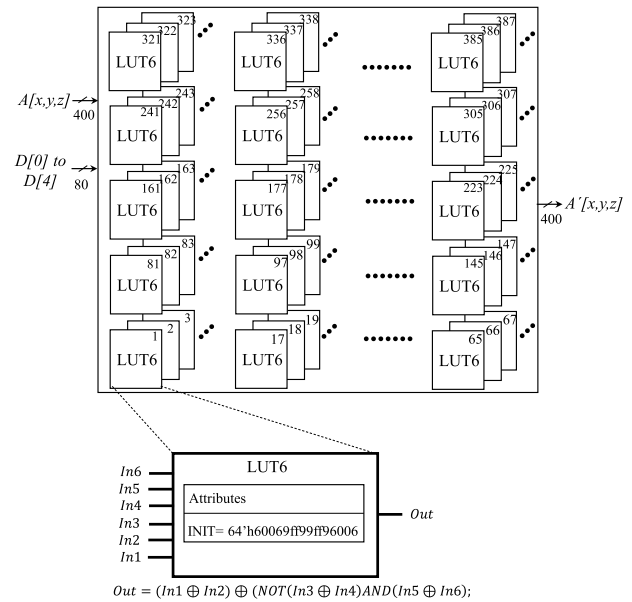 323
322
321
LUT6
338
337
336
LUT6
387
386
385
LUT6
A[x,y,z]
400
243
242
241
LUT6
258
257
256
LUT6
307
306
305
LUT6
D[0] to
D[4]
80
163
162
161
LUT6
179
178
177
LUT6
225
224
223
LUT6
A´[x,y,z]
400
83
82
81
LUT6
99
98
97
LUT6
147
146
145
LUT6
3
2
1
LUT6
19
18
17
LUT6
67
66
65
LUT6
LUT6
In6
In5
In4
In3
In2
In1
Attributes
INIT= 64’h60069ff99ff96006
Out
Out = (In1 ⊕ In2) ⊕ (NOT(In3 ⊕ In4)AND(In5 ⊕ In6);